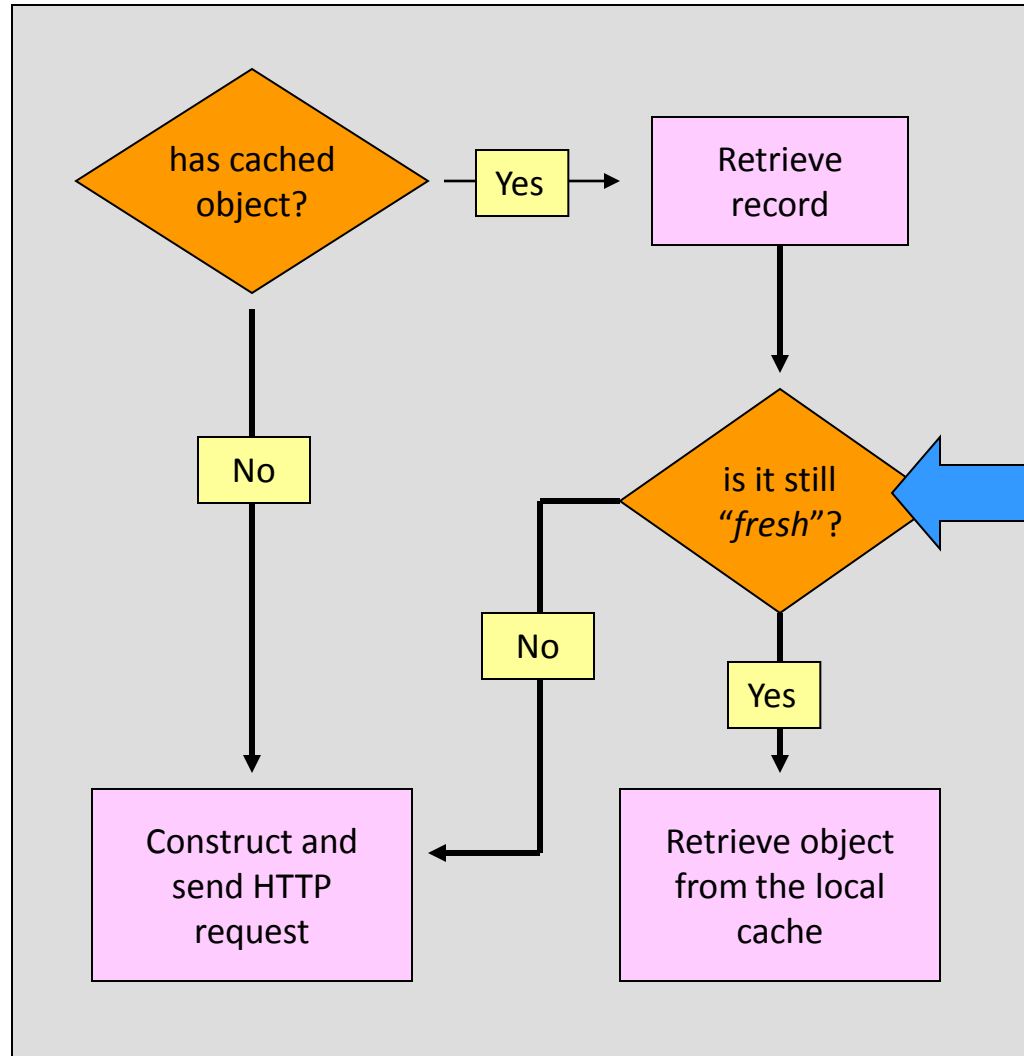 has cached
object?
Yes
Retrieve
record
No
is it still
“fresh”?
No
Yes
Construct and
send HTTP
request
Retrieve object
from the local
cache